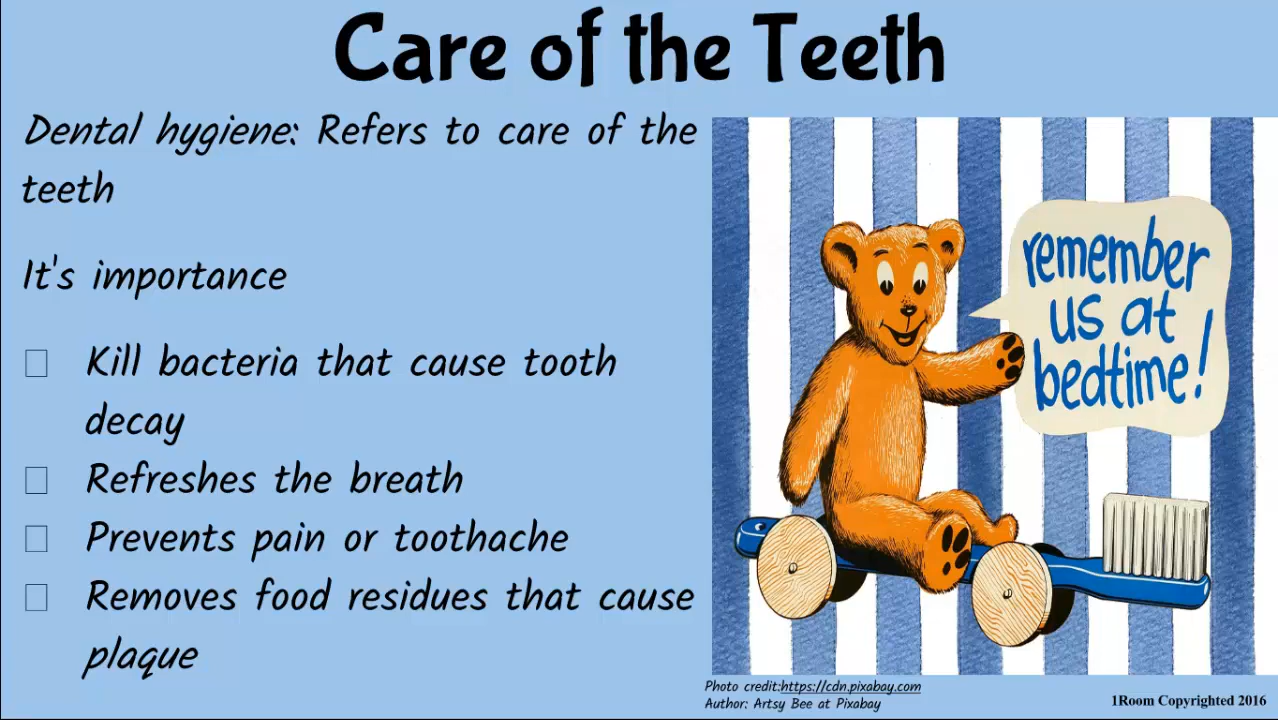 Care of the Teeth
Dental hygiene: Refers to care of the
teeth
It's importance
Kill bacteria that cause tooth
decay
Refreshes the breath
Prevents pain or toothache
Removes food residues that cause
plaque
remember
us at
bedtime!
Photo credit:https://cdn.pixabay.com
Author: Artsy Bee at Pixabay
1Room Copyrighted 2016